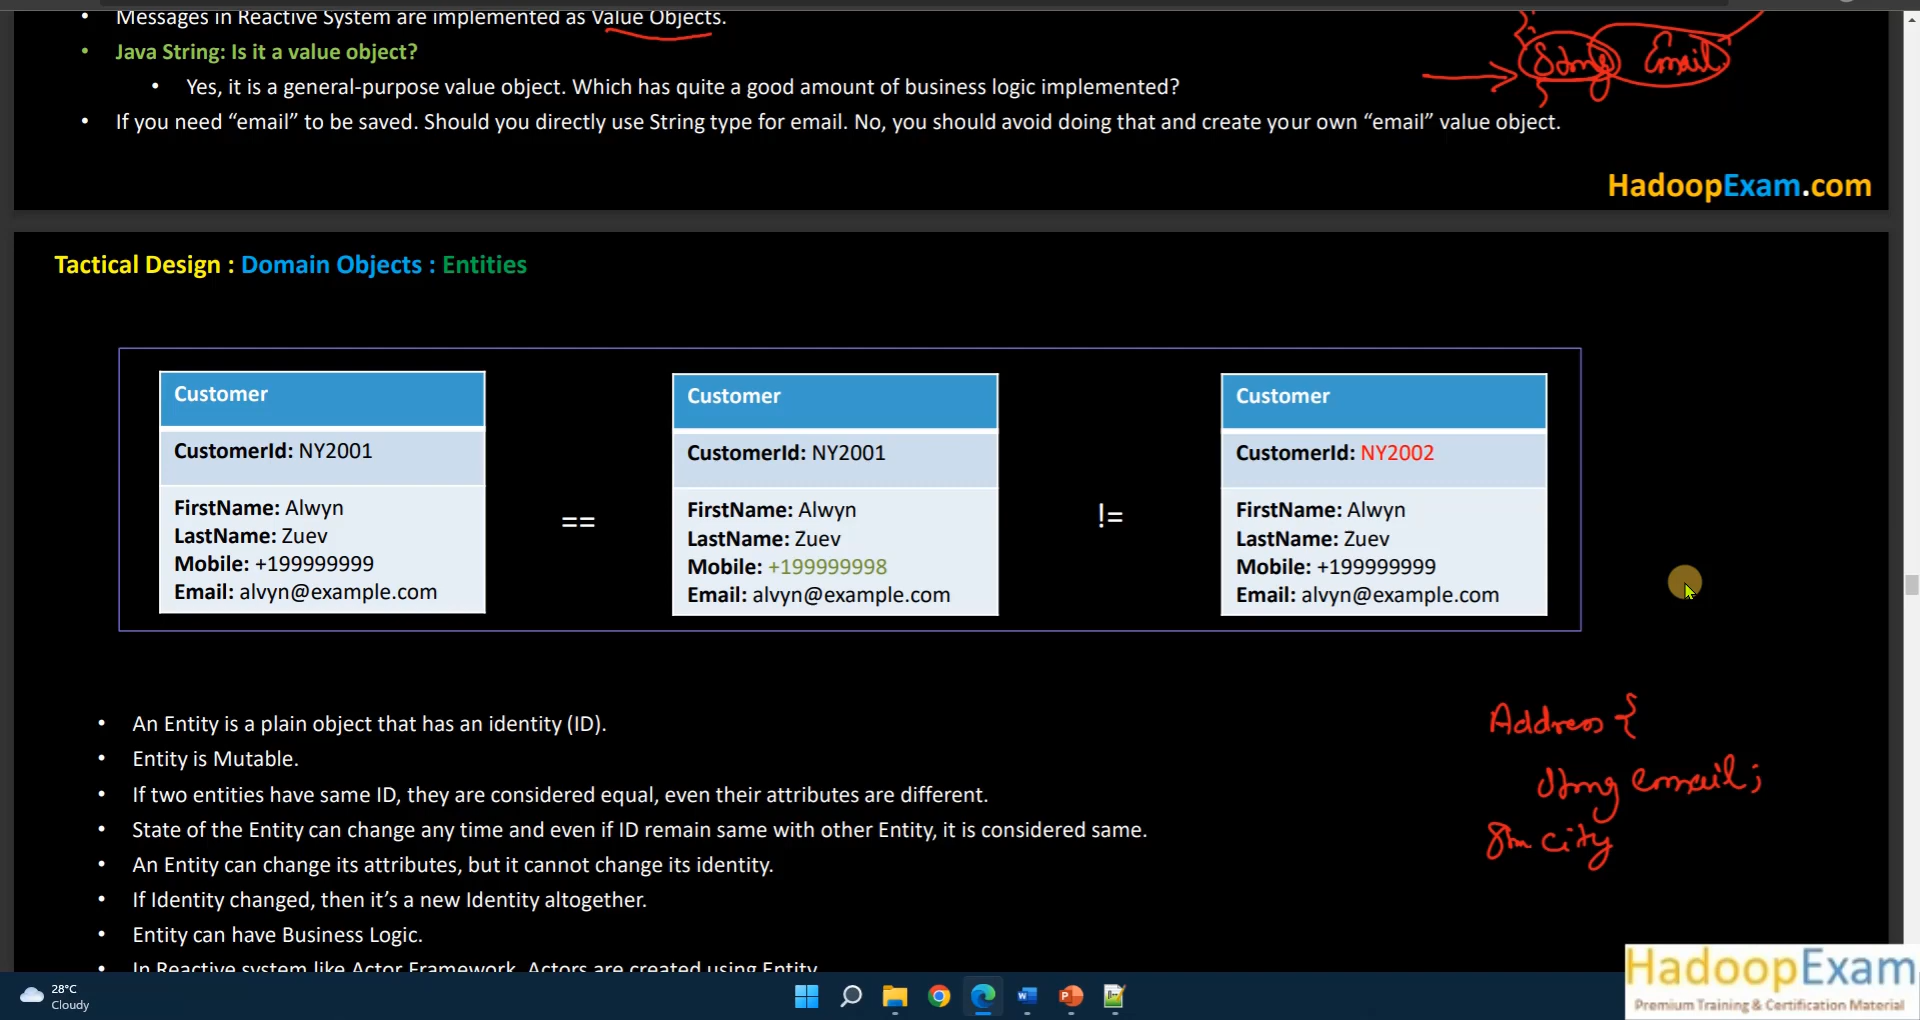 Messages in Reactive System are implemented as Value Objects.
Java String: Is it a value object?
Yes, it is a general-purpose value object. Which has quite a good amount of business logic implemented?
If you need “email” to be saved. Should you directly use String type for email. No, you should avoid doing that and create your own “email” value object.
String Email
}
HadoopExam.com
Tactical Design : Domain Objects : Entities
Customer
CustomerId: NY2001
FirstName: Alwyn
LastName: Zuev
Mobile: +199999999
Email: alvyn@example.com
==
Customer
CustomerId: NY2001
FirstName: Alwyn
LastName: Zuev
Mobile: +199999998
Email: alvyn@example.com
!=
Customer
CustomerId: NY2002
FirstName: Alwyn
LastName: Zuev
Mobile: +199999999
Email: alvyn@example.com
An Entity is a plain object that has an identity (ID).
Entity is Mutable.
If two entities have same ID, they are considered equal, even their attributes are different.
State of the Entity can change any time and even if ID remain same with other Entity, it is considered same.
An Entity can change its attributes, but it cannot change its identity.
If Identity changed, then it’s a new Identity altogether.
Entity can have Business Logic.
In Reactive system like Actor Framework, Actors are created using Entity
Address {
String email;
city
28°C
Cloudy
HadoopExam
Premium Training & Certification Material